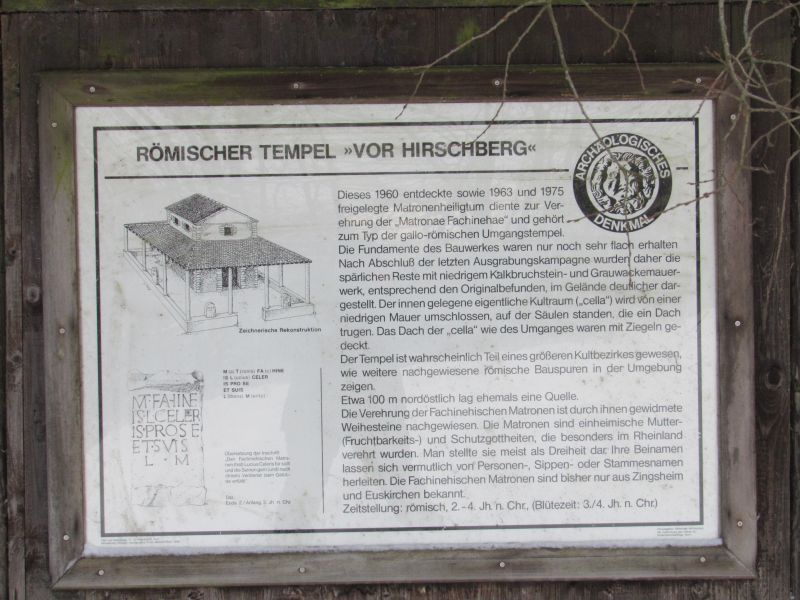 RÖMISCHER TEMPEL »VOR HIRSCHBERG«
ARCHÄOLOGISCHES
DENKMAL
Dieses 1960 entdeckte sowie 1963 und 1975
freigelegte Matronenheiligtum diente zur Ver-
ehrung der „Matronae Fachinehae“ und gehört
zum Typ der gallo-römischen Umgangstempel.
Die Fundamente des Bauwerkes waren nur noch sehr flach erhalten
Nach Abschluß der letzten Ausgrabungskampagne wurden daher die
spärlichen Reste mit niedrigem Kalkbruchstein- und Grauwackemauer-
werk, entsprechend den Originalbefunden, im Gelände deutlicher dar-
gestellt. Der innen gelegene eigentliche Kultraum („cella“) wird von einer
niedrigen Mauer umschlossen, auf der Säulen standen, die ein Dach
trugen. Das Dach der „cella“ wie des Umganges waren mit Ziegeln ge-
deckt.
Der Tempel ist wahrscheinlich Teil eines größeren Kultbezirkes gewesen,
wie weitere nachgewiesene römische Bauspuren in der Umgebung
zeigen.
Etwa 100 m nordöstlich lag ehemals eine Quelle.
Die Verehrung der Fachinehischen Matronen ist durch ihnen gewidmete
Weihesteine nachgewiesen. Die Matronen sind einheimische Mutter-
(Fruchtbarkeits-) und Schutzgottheiten, die besonders im Rheinland
verehrt wurden. Man stellte sie meist als Dreiheit dar. Ihre Beinamen
lassen sich vermutlich von Personen-, Sippen- oder Stammesnamen
herleiten. Die Fachinehischen Matronen sind bisher nur aus Zingsheim
und Euskirchen bekannt.
Zeitstellung: römisch, 2.-4. Jh. n. Chr., (Blütezeit: 3./4. Jh. n. Chr.)
Zeichnerische Rekonstruktion
CELER
IS PRO SE
ET SUIS
M·FAHINE
IS·L·CELER
IS·PROSE
ET·SVIS
L·M
Übersetzung der Inschrift: